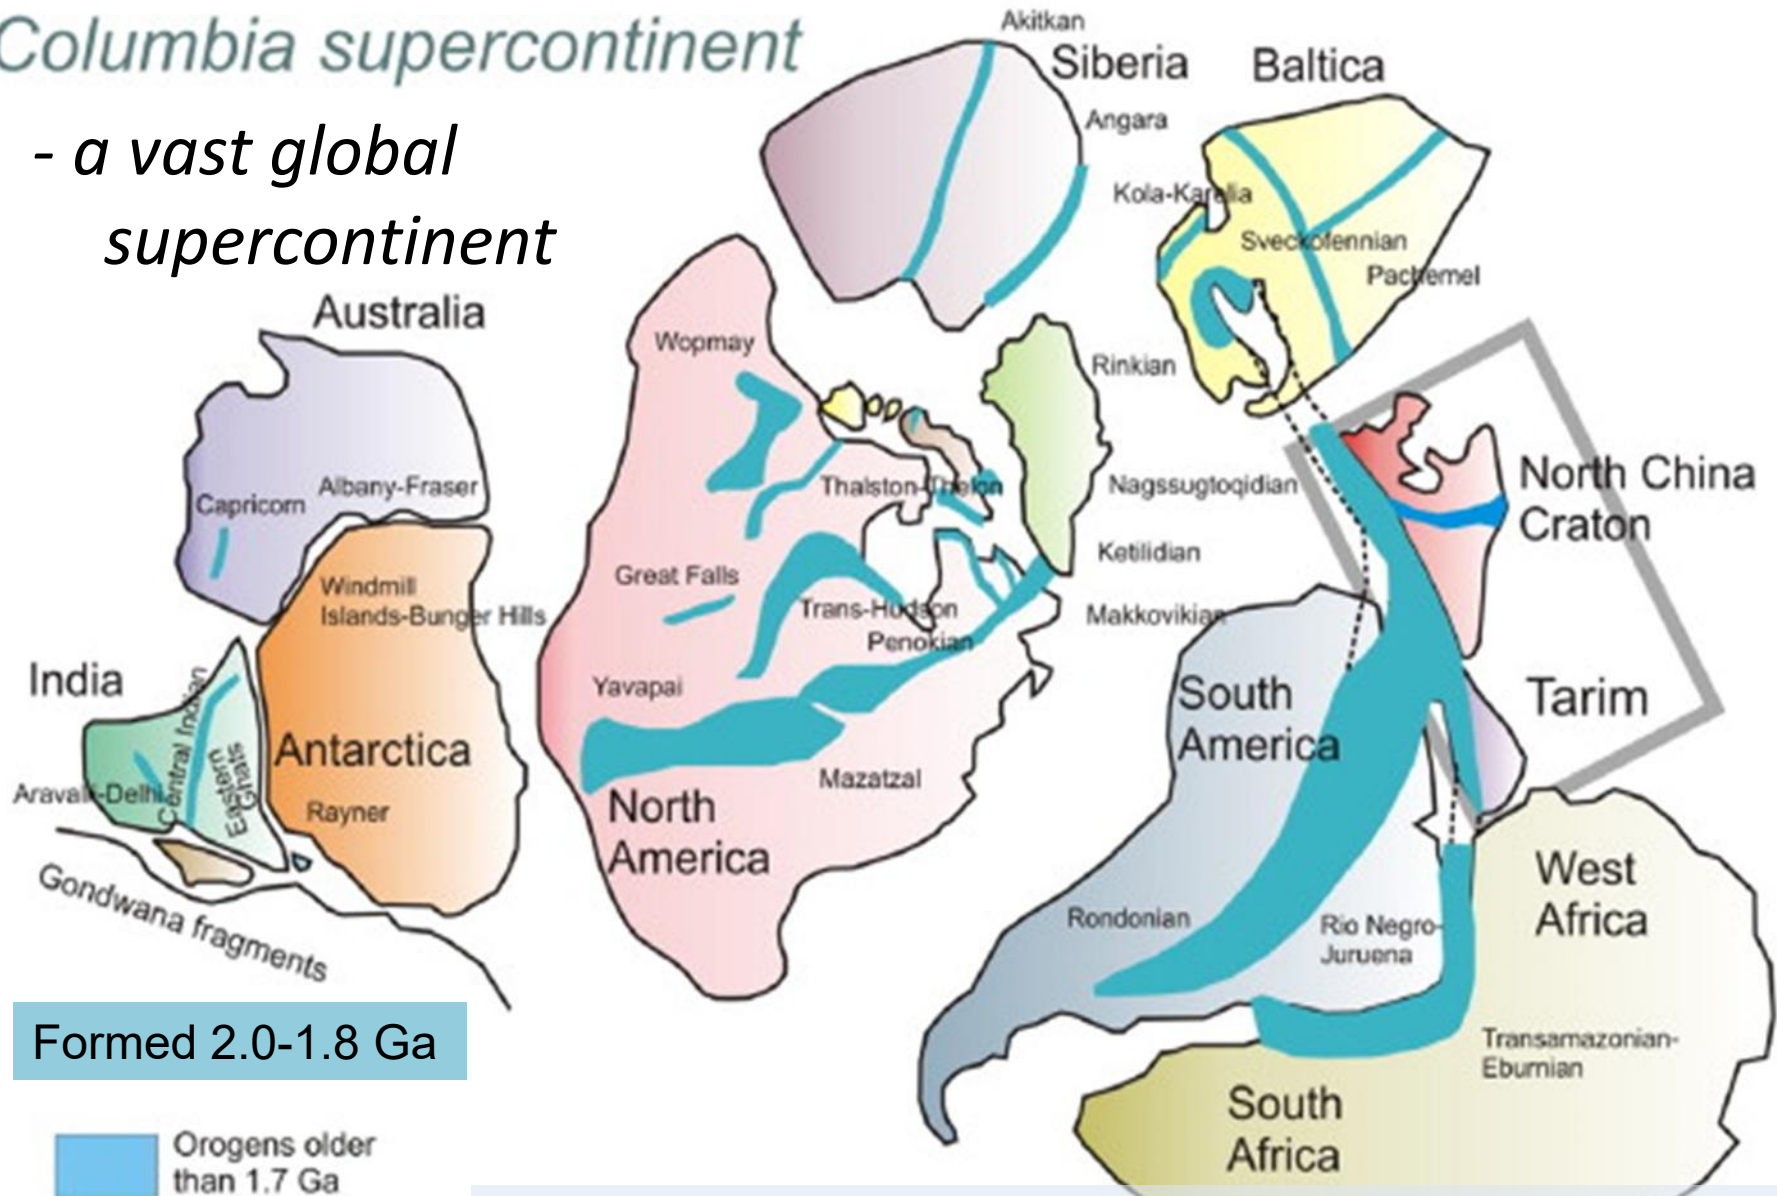 Columbia supercontinent
- a vast global
supercontinent
Akitkan
Siberia
Baltica
Angara
Kola-Karelia
Sveckofennian
Pachemel
Australia
Wopmay
Rinkian
Capricorn
Albany-Fraser
Thalston-Thelon
Nagssugtoqidian
North China
Craton
Ketilidian
Windmill
Islands-Bunger Hills
Great Falls
Trans-Hudson
Penokian
Makkovikian
India
Yavapai
South
America
Tarim
Central Indian
Eastern
Ghats
Antarctica
Aravalli-Delhi
Rayner
Mazatzal
North
America
West
Africa
Gondwana fragments
Rondonian
Rio Negro-
Juruena
Formed 2.0-1.8 Ga
Transamazonian-
Eburnian
South
Africa
Orogens older
than 1.7 Ga